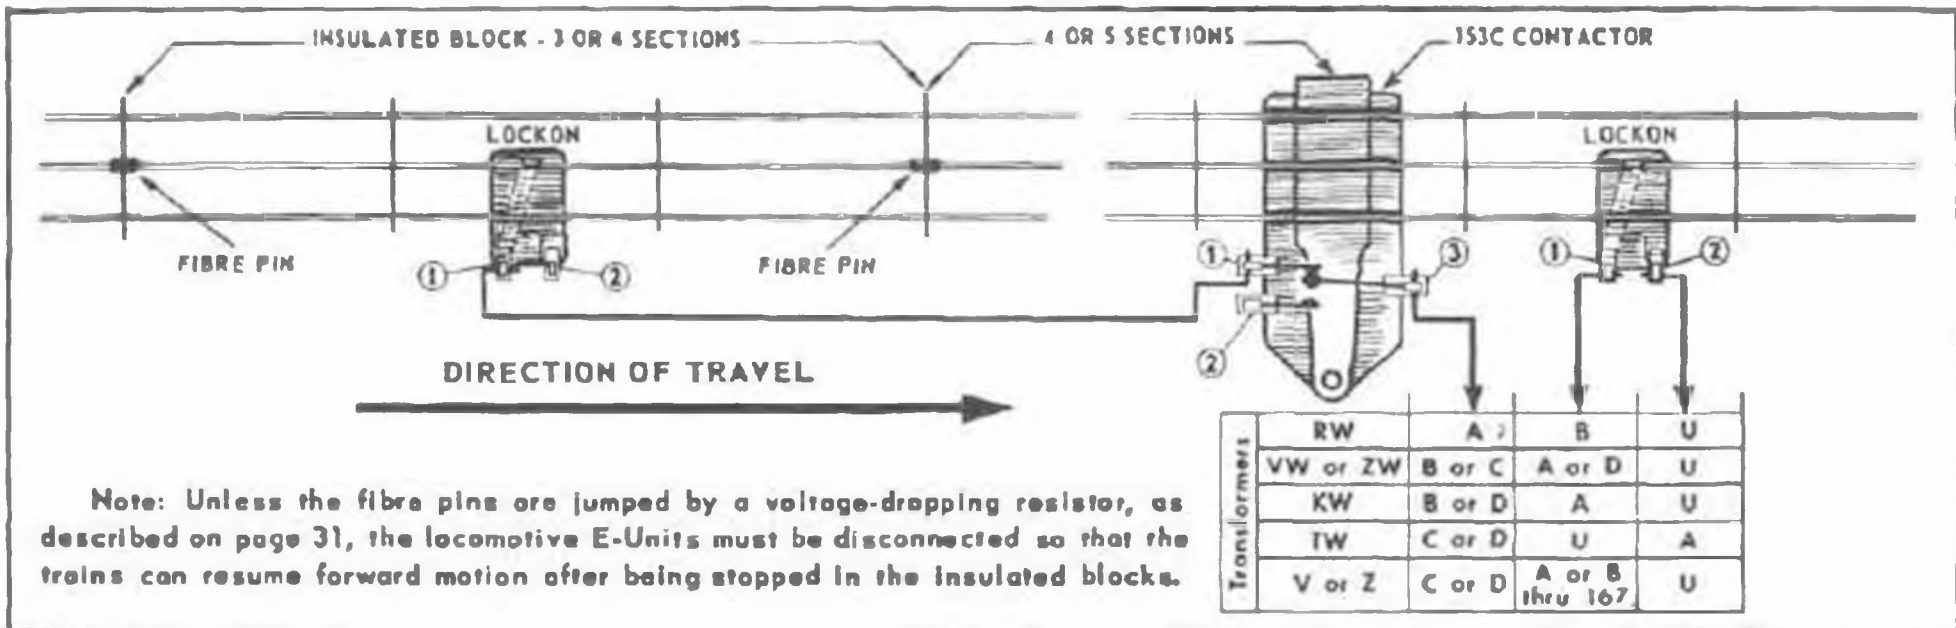 INSULATED BLOCK - 3 OR 4 SECTIONS
4 OR 5 SECTIONS
153C CONTACTOR
LOCKON
LOCKON
FIBRE PIN
FIBRE PIN
1
2
1
3
2
1
2
DIRECTION OF TRAVEL
Transformers
RW A B U
VW or ZW B or C A or D U
KW B or D A U
TW C or D U A
V or Z C or D A or B thru 167 U
Note: Unless the fibre pins are jumped by a voltage-dropping resistor, as
described on page 31, the locomotive E-Units must be disconnected so that the
trains can resume forward motion after being stopped in the insulated blocks.